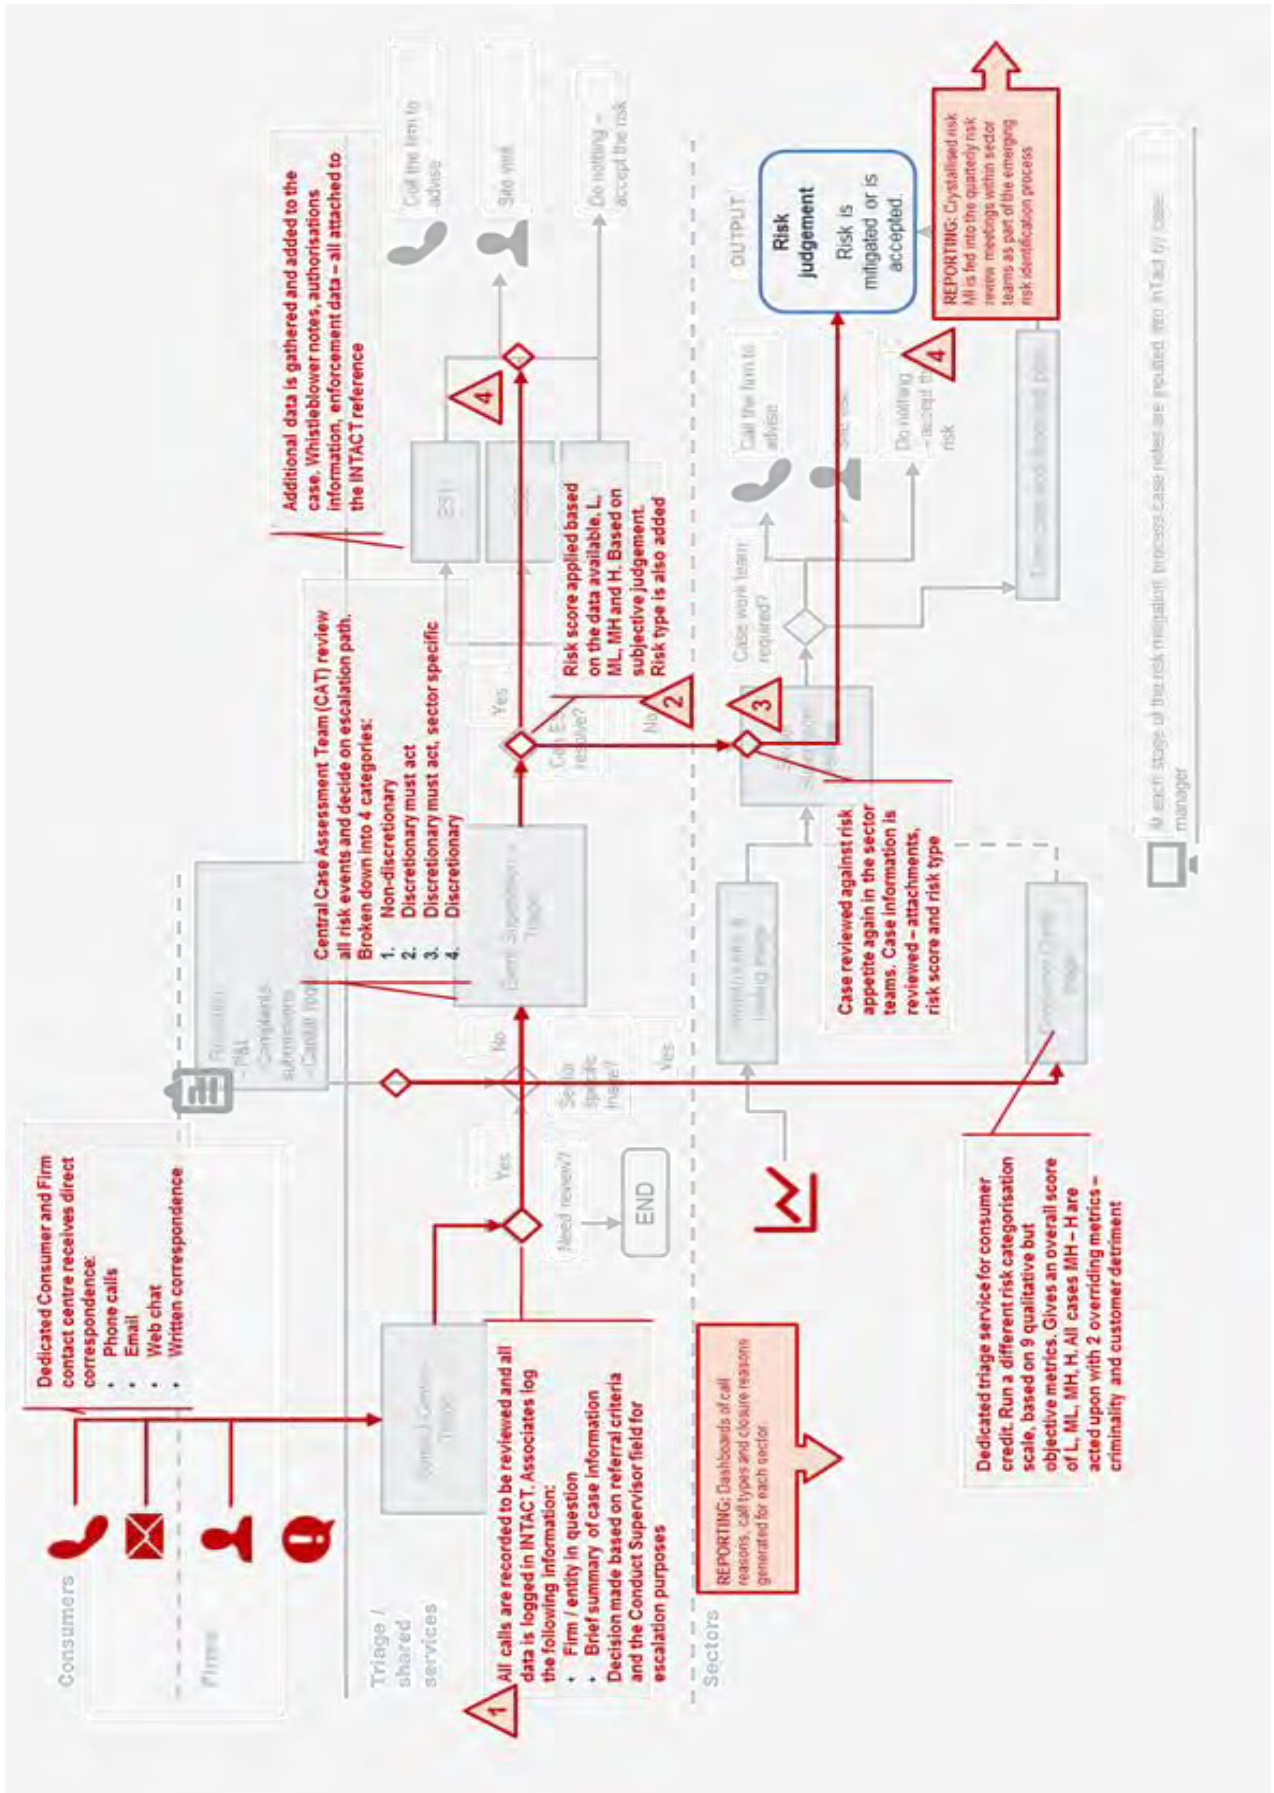 Consumers
Firms
Triage /
shared
services
Sectors
Dedicated Consumer and Firm
contact centre receives direct
correspondence:
• Phone calls
• Email
• Web chat
• Written correspondence
- P&L
- Complaints
submissions
Additional data is gathered and added to the
case. Whistleblower notes, authorisations
information, enforcement data – all attached to
the INTACT reference
Call the firm to
advise
Site visit
Do nothing –
accept the risk
Central Case Assessment Team (CAT) review
all risk events and decide on escalation path.
Broken down into 4 categories:
1. Non-discretionary
2. Discretionary must act
3. Discretionary must act, sector specific
4. Discretionary
Triage
Triage
1
All calls are recorded to be reviewed and all
data is logged in INTACT. Associates log
the following information:
• Firm / entity in question
• Brief summary of case information
Decision made based on referral criteria
and the Conduct Supervisor field for
escalation purposes
Yes
Need review?
END
No
Sector
specific
Yes
Yes
resolve?
No
4
Risk score applied based
on the data available. L,
ML, MH and H. Based on
subjective judgement.
Risk type is also added
2
3
REPORTING: Dashboards of call
reasons, call types and closure reasons
generated for each sector.
Case reviewed against risk
appetite again in the sector
teams. Case information is
reviewed – attachments,
risk score and risk type
Case work team
required?
Call the firm to
advise
Do nothing
– accept the
risk
4
OUTPUT
Risk
judgement
Risk is
mitigated or is
accepted.
REPORTING: Crystallised risk
MI is fed into the quarterly risk
review meetings within sector
teams as part of the emerging
risk identification process
Dedicated triage service for consumer
credit. Run a different risk categorisation
scale, based on 9 qualitative but
objective metrics. Gives an overall score
of L, ML, MH, H. All cases MH – H are
acted upon with 2 overriding metrics –
criminality and customer detriment
At each stage of the risk mitigation process case notes are inputted into InTact by case
manager